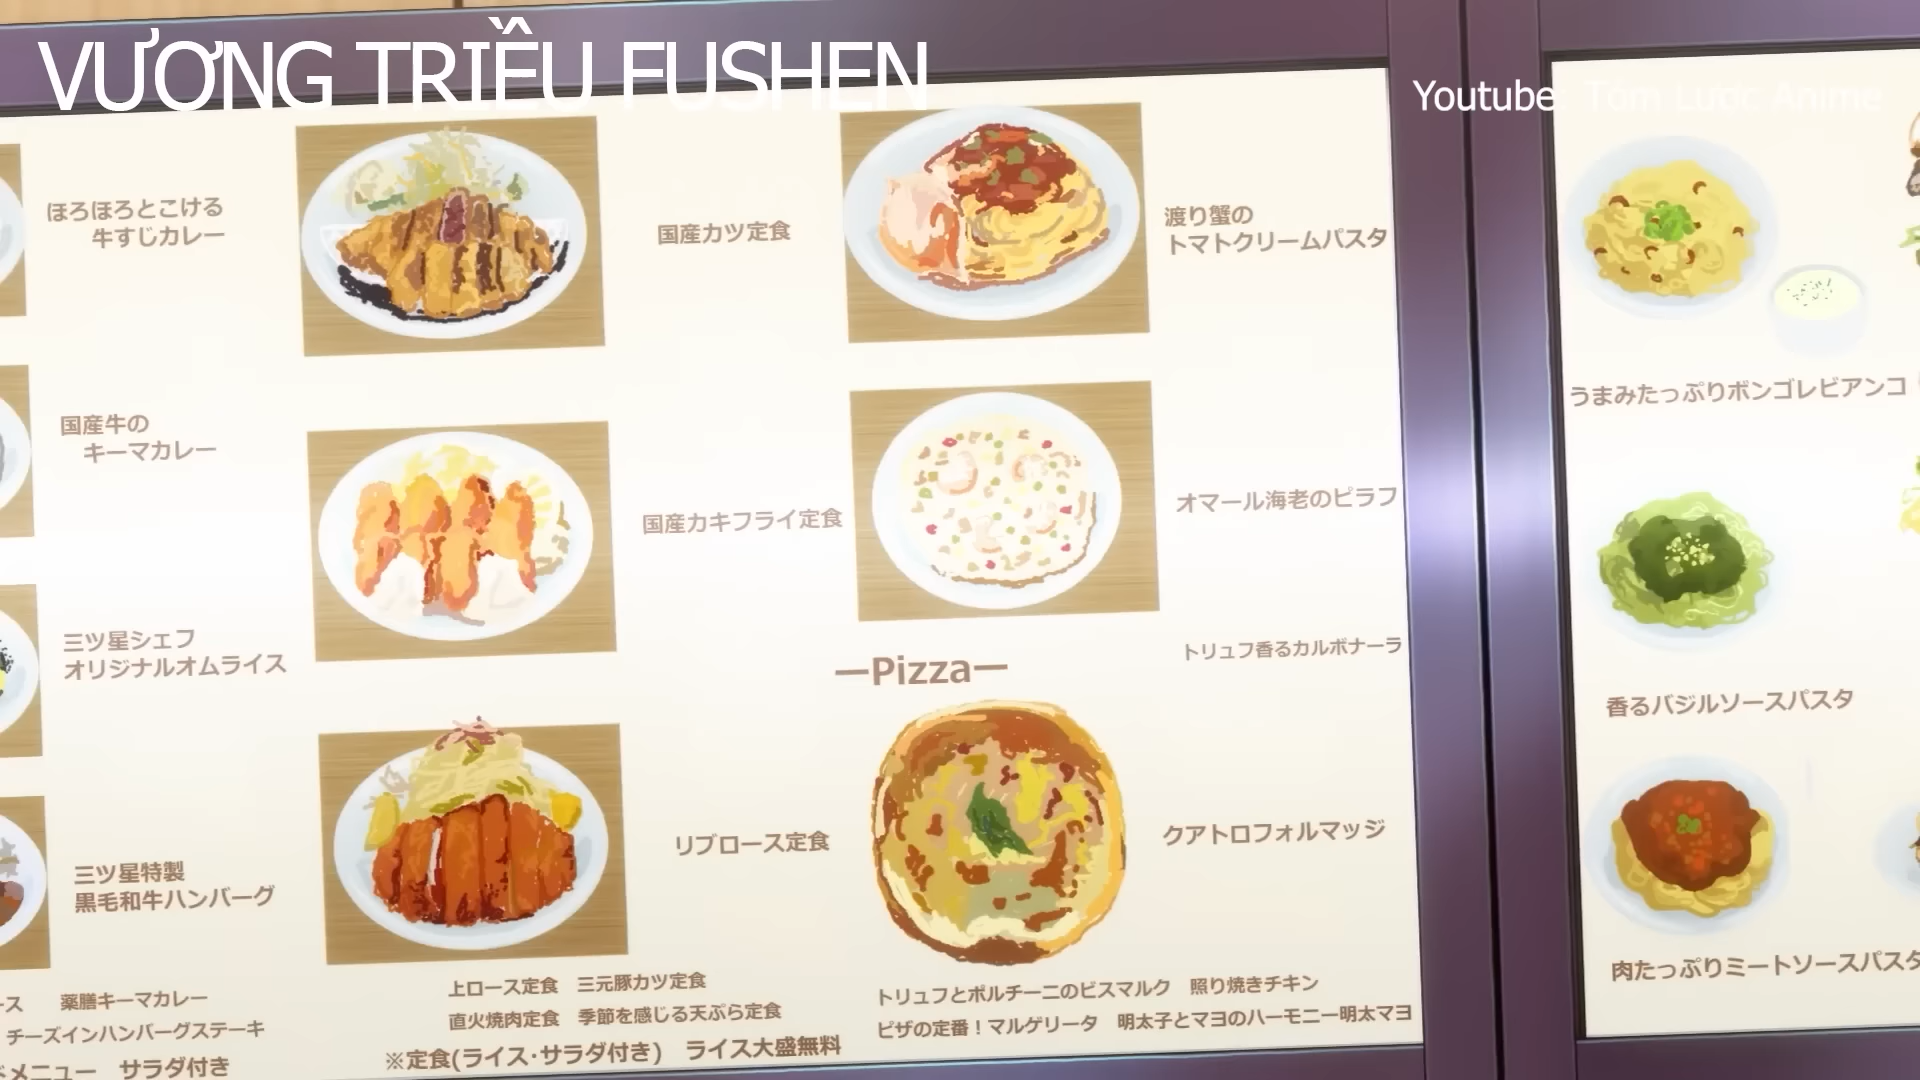 VƯƠNG TRIỀU FUSHEN
Youtube: Tóm Lược Anime
ほろほろとこける
牛すじカレー
国産牛の
キーマカレー
三ツ星シェフ
オリジナルオムライス
三ツ星特製
黒毛和牛ハンバーグ
ース 薬膳キーマカレー
チーズインハンバーグステーキ
メニュー サラダ付き
国産カツ定食
国産カキフライ定食
リブロース定食
上ロース定食 三元豚カツ定食
直火焼肉定食 季節を感じる天ぷら定食
※定食(ライス・サラダ付き) ライス大盛無料
渡り蟹の
トマトクリームパスタ
オマール海老のピラフ
トリュフ香るカルボナーラ
ーPizzaー
クアトロフォルマッジ
トリュフとポルチーニのビスマルク 照り焼きチキン
ピザの定番！マルゲリータ 明太子とマヨのハーモニー明太マヨ
うまみたっぷりボンゴレビアンコ
香るバジルソースパスタ
肉たっぷりミートソースパスタ